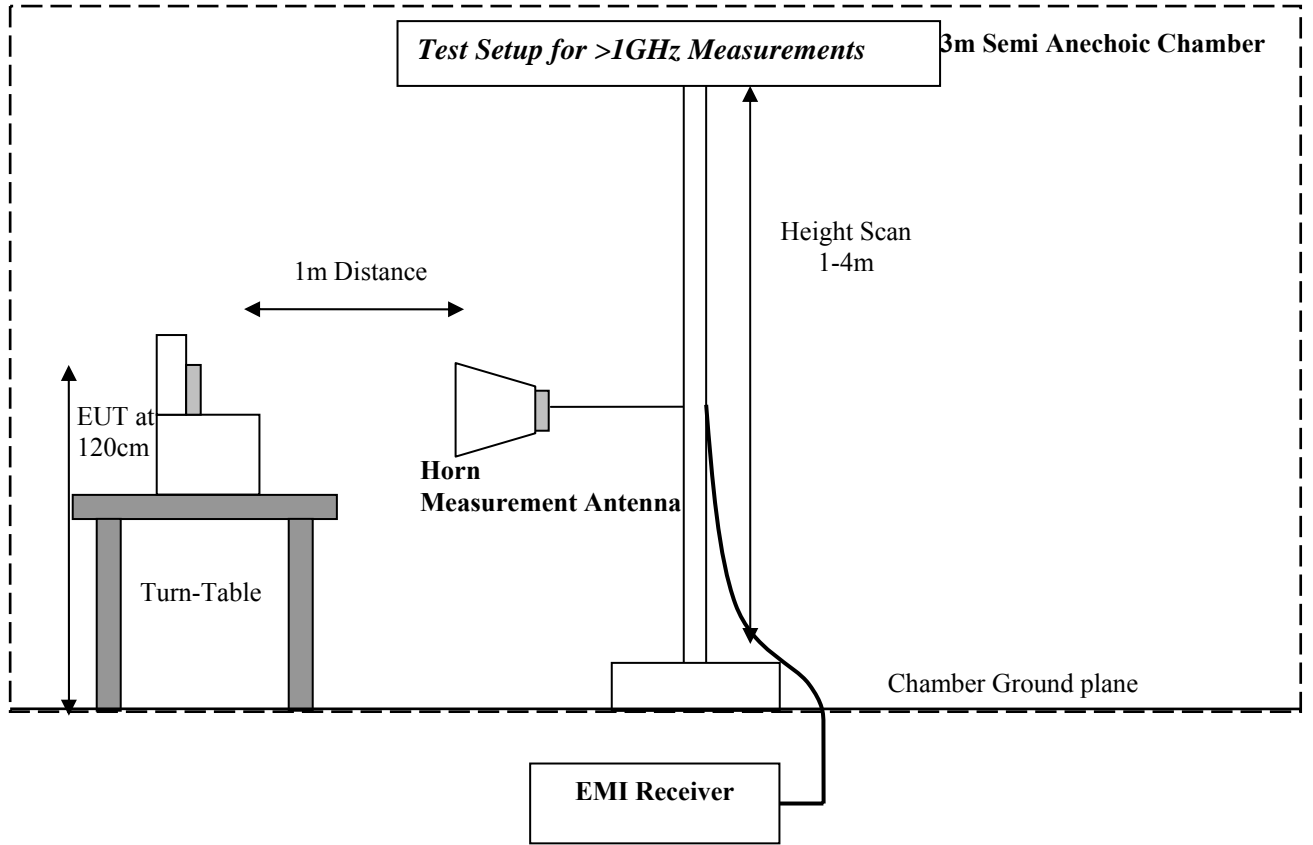 Test Setup for >1GHz Measurements
3m Semi Anechoic Chamber
Height Scan
1-4m
1m Distance
EUT at
120cm
Horn
Measurement Antenna
Turn-Table
Chamber Ground plane
EMI Receiver